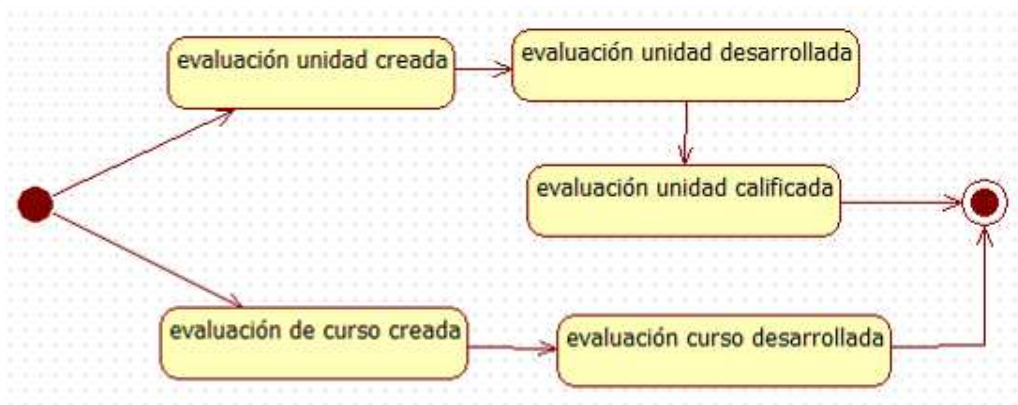 evaluación unidad creada
evaluación unidad desarrollada
evaluación unidad calificada
evaluación de curso creada
evaluación curso desarrollada